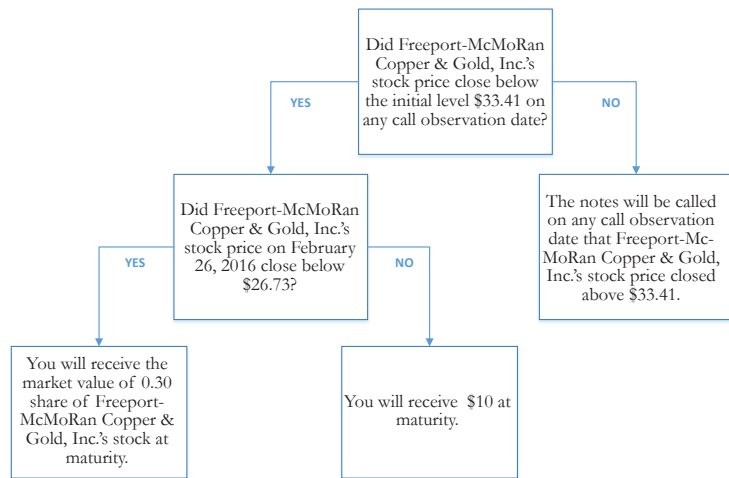 Did Freeport-McMoRan
Copper & Gold, Inc.'s
stock price close below
the initial level $33.41 on
any call observation date?
YES
NO
Did Freeport-McMoRan
Copper & Gold, Inc.'s
stock price on February
26, 2016 close below
$26.73?
The notes will be called
on any call observation
date that Freeport-Mc-
MoRan Copper & Gold,
Inc.'s stock price closed
above $33.41.
YES
NO
You will receive the
market value of 0.30
share of Freeport-
McMoRan Copper &
Gold, Inc.'s stock at
maturity.
You will receive $10 at
maturity.